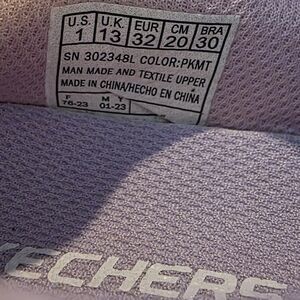 U.S. U.K. EUR CM BRA
1 13 32 20 30
SN 302348L COLOR:PKMT
MAN MADE AND TEXTILE UPPER
MADE IN CHINA/HECHO EN CHINA
F M Y
76-23 01-23
SKECHERS